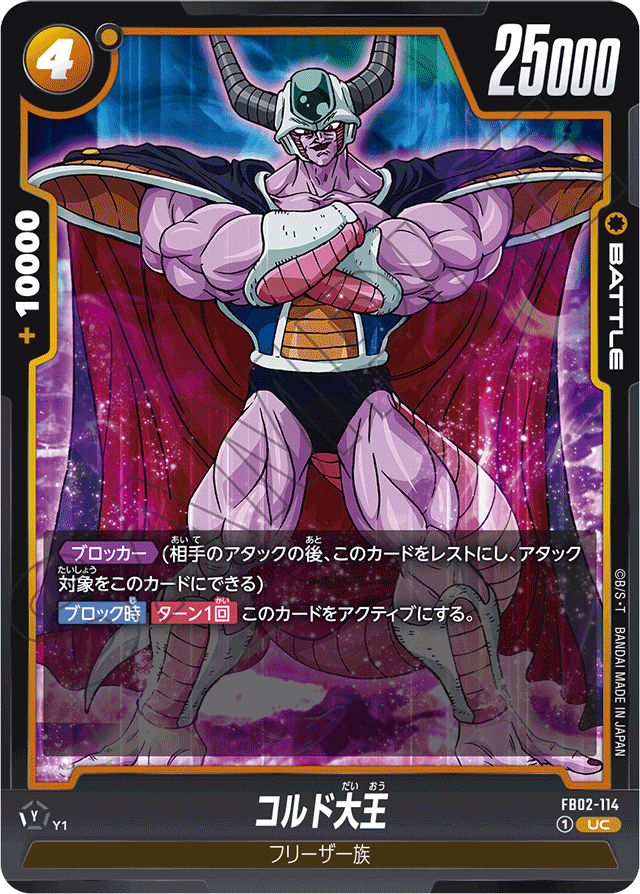 4
25000
+ 10000
BATTLE
ブロッカー (相手のアタックの後、このカードをレストにし、アタック
対象をこのカードにできる)
ブロック時 ターン1回 このカードをアクティブにする。
©B/S・T BANDAI MADE IN JAPAN
コルド大王
FB02-114
Y Y1
1 UC
フリーザー族